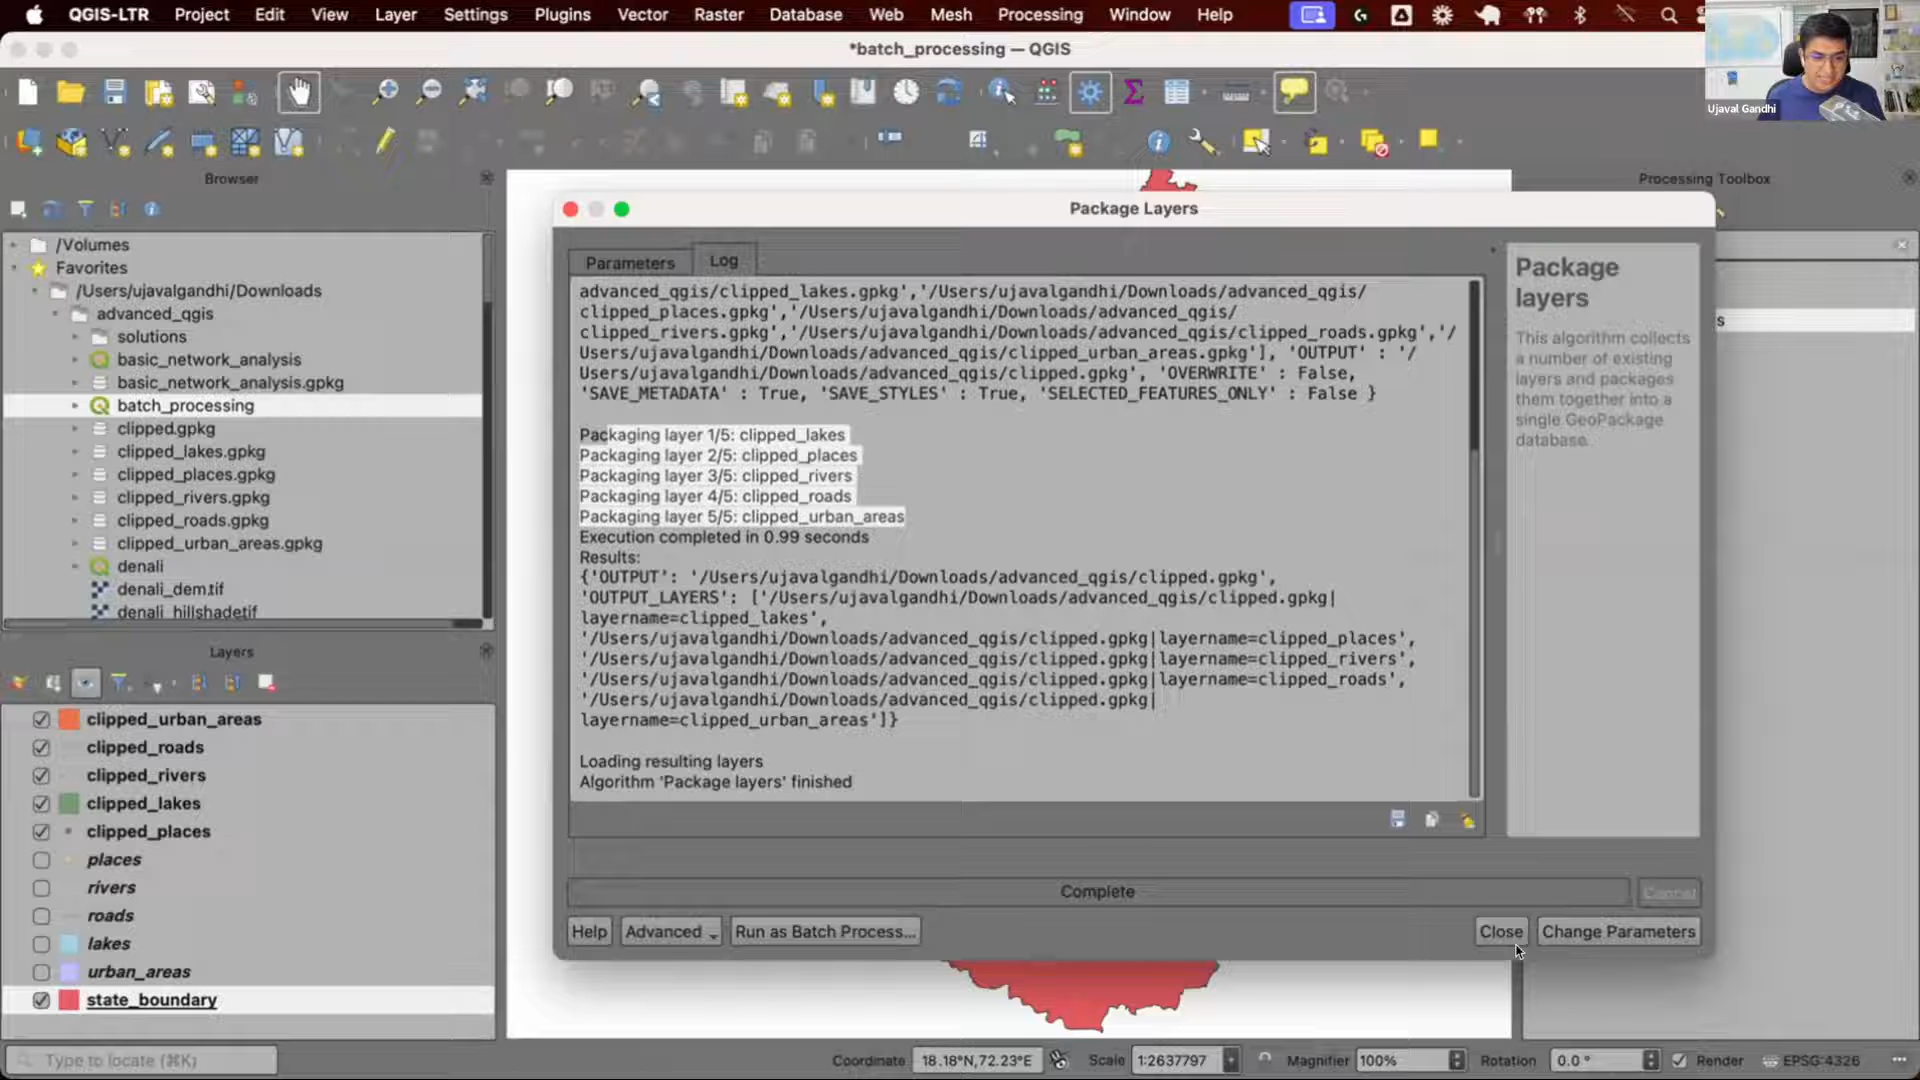 QGIS-LTR Project Edit View Layer Settings Plugins Vector Raster Database Web Mesh Processing Window Help
*batch_processing — QGIS
Ujaval Gandhi
Browser
Processing Toolbox
Package Layers
/Volumes
Favorites
/Users/ujavalgandhi/Downloads
advanced_qgis
solutions
basic_network_analysis
basic_network_analysis.gpkg
batch_processing
clipped.gpkg
clipped_lakes.gpkg
clipped_places.gpkg
clipped_rivers.gpkg
clipped_roads.gpkg
clipped_urban_areas.gpkg
denali
denali_dem.tif
denali_hillshade.tif
Layers
clipped_urban_areas
clipped_roads
clipped_rivers
clipped_lakes
clipped_places
places
rivers
roads
lakes
urban_areas
state_boundary
Parameters Log
advanced_qgis/clipped_lakes.gpkg','/Users/ujavalgandhi/Downloads/advanced_qgis/
clipped_places.gpkg','/Users/ujavalgandhi/Downloads/advanced_qgis/
clipped_rivers.gpkg','/Users/ujavalgandhi/Downloads/advanced_qgis/clipped_roads.gpkg','/
Users/ujavalgandhi/Downloads/advanced_qgis/clipped_urban_areas.gpkg'], 'OUTPUT' : '/
Users/ujavalgandhi/Downloads/advanced_qgis/clipped.gpkg', 'OVERWRITE' : False,
'SAVE_METADATA' : True, 'SAVE_STYLES' : True, 'SELECTED_FEATURES_ONLY' : False }
Packaging layer 1/5: clipped_lakes
Packaging layer 2/5: clipped_places
Packaging layer 3/5: clipped_rivers
Packaging layer 4/5: clipped_roads
Packaging layer 5/5: clipped_urban_areas
Execution completed in 0.99 seconds
Results:
{'OUTPUT': '/Users/ujavalgandhi/Downloads/advanced_qgis/clipped.gpkg',
'OUTPUT_LAYERS': ['/Users/ujavalgandhi/Downloads/advanced_qgis/clipped.gpkg|
layername=clipped_lakes',
'/Users/ujavalgandhi/Downloads/advanced_qgis/clipped.gpkg|layername=clipped_places',
'/Users/ujavalgandhi/Downloads/advanced_qgis/clipped.gpkg|layername=clipped_rivers',
'/Users/ujavalgandhi/Downloads/advanced_qgis/clipped.gpkg|layername=clipped_roads',
'/Users/ujavalgandhi/Downloads/advanced_qgis/clipped.gpkg|
layername=clipped_urban_areas']}
Loading resulting layers
Algorithm 'Package layers' finished
Package
layers
This algorithm collects
a number of existing
layers and packages
them together into a
single GeoPackage
database.
s
Complete
Cancel
Help Advanced Run as Batch Process... Close Change Parameters
Type to locate (⌘K)
Coordinate 18.18°N,72.23°E Scale 1:2637797 Magnifier 100% Rotation 0.0 ° Render EPSG:4326